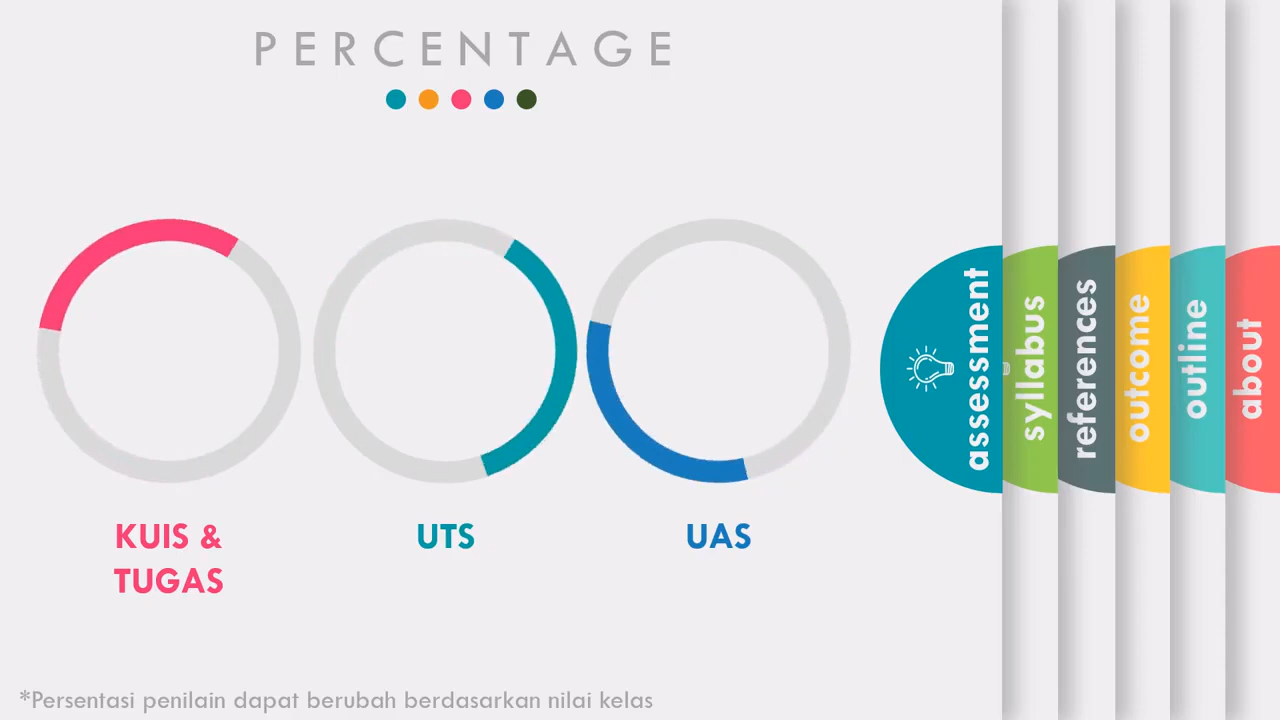 PERCENTAGE
KUIS &
TUGAS
UTS
UAS
assessment
syllabus
references
outcome
outline
about
*Persentasi penilain dapat berubah berdasarkan nilai kelas